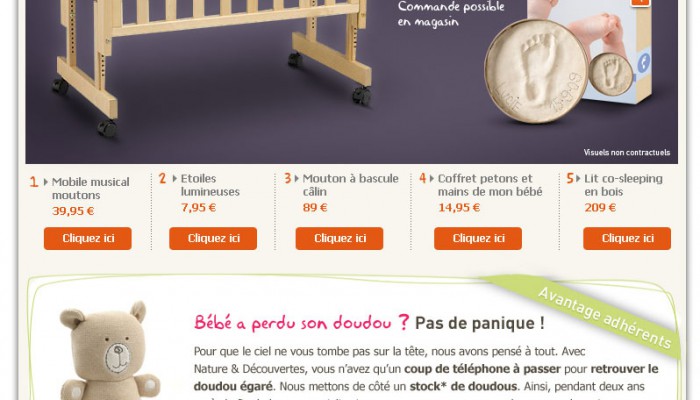 Commande possible
en magasin
4
Visuels non contractuels
1 Mobile musical
moutons
39,95 €
Cliquez ici
2 Etoiles
lumineuses
7,95 €
Cliquez ici
3 Mouton à bascule
câlin
89 €
Cliquez ici
4 Coffret petons et
mains de mon bébé
14,95 €
Cliquez ici
5 Lit co-sleeping
en bois
209 €
Cliquez ici
Avantage adhérents
Bébé a perdu son doudou ? Pas de panique !
Pour que le ciel ne vous tombe pas sur la tête, nous avons pensé à tout. Avec
Nature & Découvertes, vous n'avez qu'un coup de téléphone à passer pour retrouver le
doudou égaré. Nous mettons de côté un stock* de doudous. Ainsi, pendant deux ans